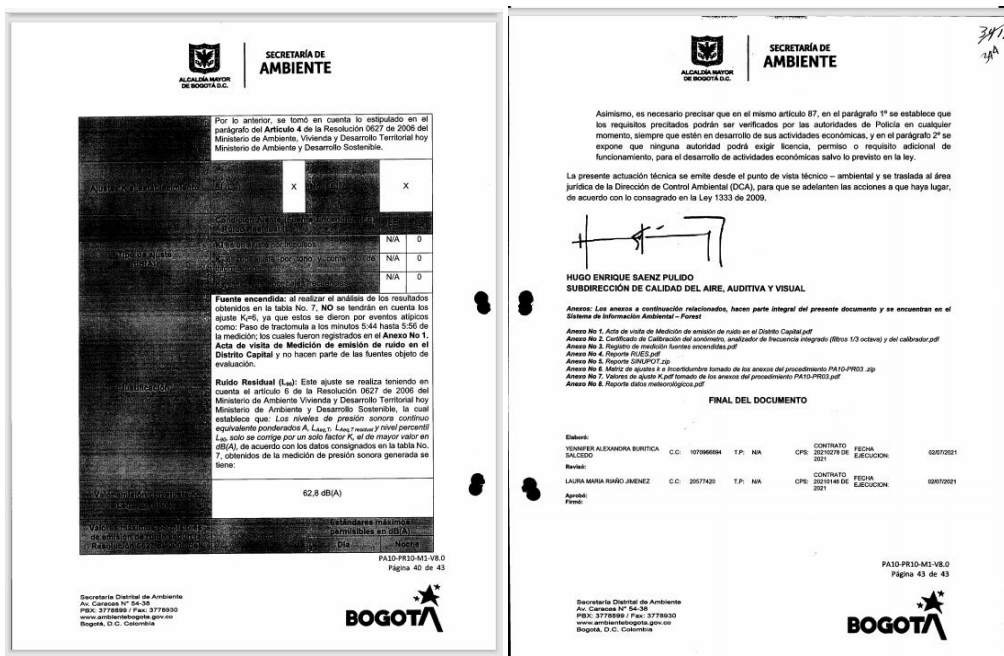 ALCALDÍA MAYOR
DE BOGOTÁ D.C.
SECRETARÍA DE
AMBIENTE
Por lo anterior, se tomó en cuenta lo estipulado en el
parágrafo del Artículo 4 de la Resolución 0627 de 2006 del
Ministerio de Ambiente, Vivienda y Desarrollo Territorial hoy
Ministerio de Ambiente y Desarrollo Sostenible.
X X
N/A 0
N/A 0
N/A 0
Fuente encendida: al realizar el análisis de los resultados
obtenidos en la tabla No. 7, NO se tendrán en cuenta los
ajuste Kᵢ=6, ya que estos se dieron por eventos atípicos
como: Paso de tractomula a los minutos 5:44 hasta 5:56 de
la medición; los cuales fueron registrados en el Anexo No 1.
Acta de visita de Medición de emisión de ruido en el
Distrito Capital y no hacen parte de las fuentes objeto de
evaluación.
Ruido Residual (L₉₀): Este ajuste se realiza teniendo en
cuenta el artículo 6 de la Resolución 0627 de 2006 del
Ministerio de Ambiente Vivienda y Desarrollo Territorial hoy
Ministerio de Ambiente y Desarrollo Sostenible, la cual
establece que: Los niveles de presión sonora continuo
equivalente ponderados A, LAeq,T, LAeq,T residual y nivel percentil
L₉₀, solo se corrige por un solo factor K, el de mayor valor en
dB(A), de acuerdo con los datos consignados en la tabla No.
7, obtenidos de la medición de presión sonora generada se
tiene:
62,8 dB(A)
Estándares máximos
permisibles en dB(A)
Día Noche
PA10-PR10-M1-V8.0
Página 40 de 43
Secretaría Distrital de Ambiente
Av. Caracas N° 54-38
PBX: 3778899 / Fax: 3778930
www.ambientebogota.gov.co
Bogotá, D.C. Colombia
BOGOTÁ
ALCALDÍA MAYOR
DE BOGOTÁ D.C.
SECRETARÍA DE
AMBIENTE
Asimismo, es necesario precisar que en el mismo artículo 87, en el parágrafo 1º se establece que
los requisitos precitados podrán ser verificados por las autoridades de Policía en cualquier
momento, siempre que estén en desarrollo de sus actividades económicas, y en el parágrafo 2º se
expone que ninguna autoridad podrá exigir licencia, permiso o requisito adicional de
funcionamiento, para el desarrollo de actividades económicas salvo lo previsto en la ley.
La presente actuación técnica se emite desde el punto de vista técnico – ambiental y se traslada al área
jurídica de la Dirección de Control Ambiental (DCA), para que se adelanten las acciones a que haya lugar,
de acuerdo con lo consagrado en la Ley 1333 de 2009.
HUGO ENRIQUE SAENZ PULIDO
SUBDIRECCIÓN DE CALIDAD DEL AIRE, AUDITIVA Y VISUAL
Anexos: Los anexos a continuación relacionados, hacen parte integral del presente documento y se encuentran en el
Sistema de Información Ambiental – Forest
Anexo No 1. Acta de visita de Medición de emisión de ruido en el Distrito Capital.pdf
Anexo No 2. Certificado de Calibración del sonómetro, analizador de frecuencia integrado (filtros 1/3 octava) y del calibrador.pdf
Anexo No 3. Registro de medición fuentes encendidas.pdf
Anexo No 4. Reporte RUES.pdf
Anexo No 5. Reporte SINUPOT.zip
Anexo No 6. Matriz de ajustes k e incertidumbre tomado de los anexos del procedimiento PA10-PR03 .zip
Anexo No 7. Valores de ajuste K.pdf tomado de los anexos del procedimiento PA10-PR03.pdf
Anexo No 8. Reporte datos meteorológicos.pdf
FINAL DEL DOCUMENTO
Elaboró:
YENNIFER ALEXANDRA BURITICA SALCEDO C.C: 1070966694 T.P: N/A CPS: CONTRATO 20210278 DE 2021 FECHA EJECUCION: 02/07/2021
Revisó:
LAURA MARIA RIAÑO JIMENEZ C.C: 20577420 T.P: N/A CPS: CONTRATO 20210146 DE 2021 FECHA EJECUCION: 02/07/2021
Aprobó:
Firmó:
PA10-PR10-M1-V8.0
Página 43 de 43
Secretaría Distrital de Ambiente
Av. Caracas N° 54-38
PBX: 3778899 / Fax: 3778930
www.ambientebogota.gov.co
Bogotá, D.C. Colombia
BOGOTÁ